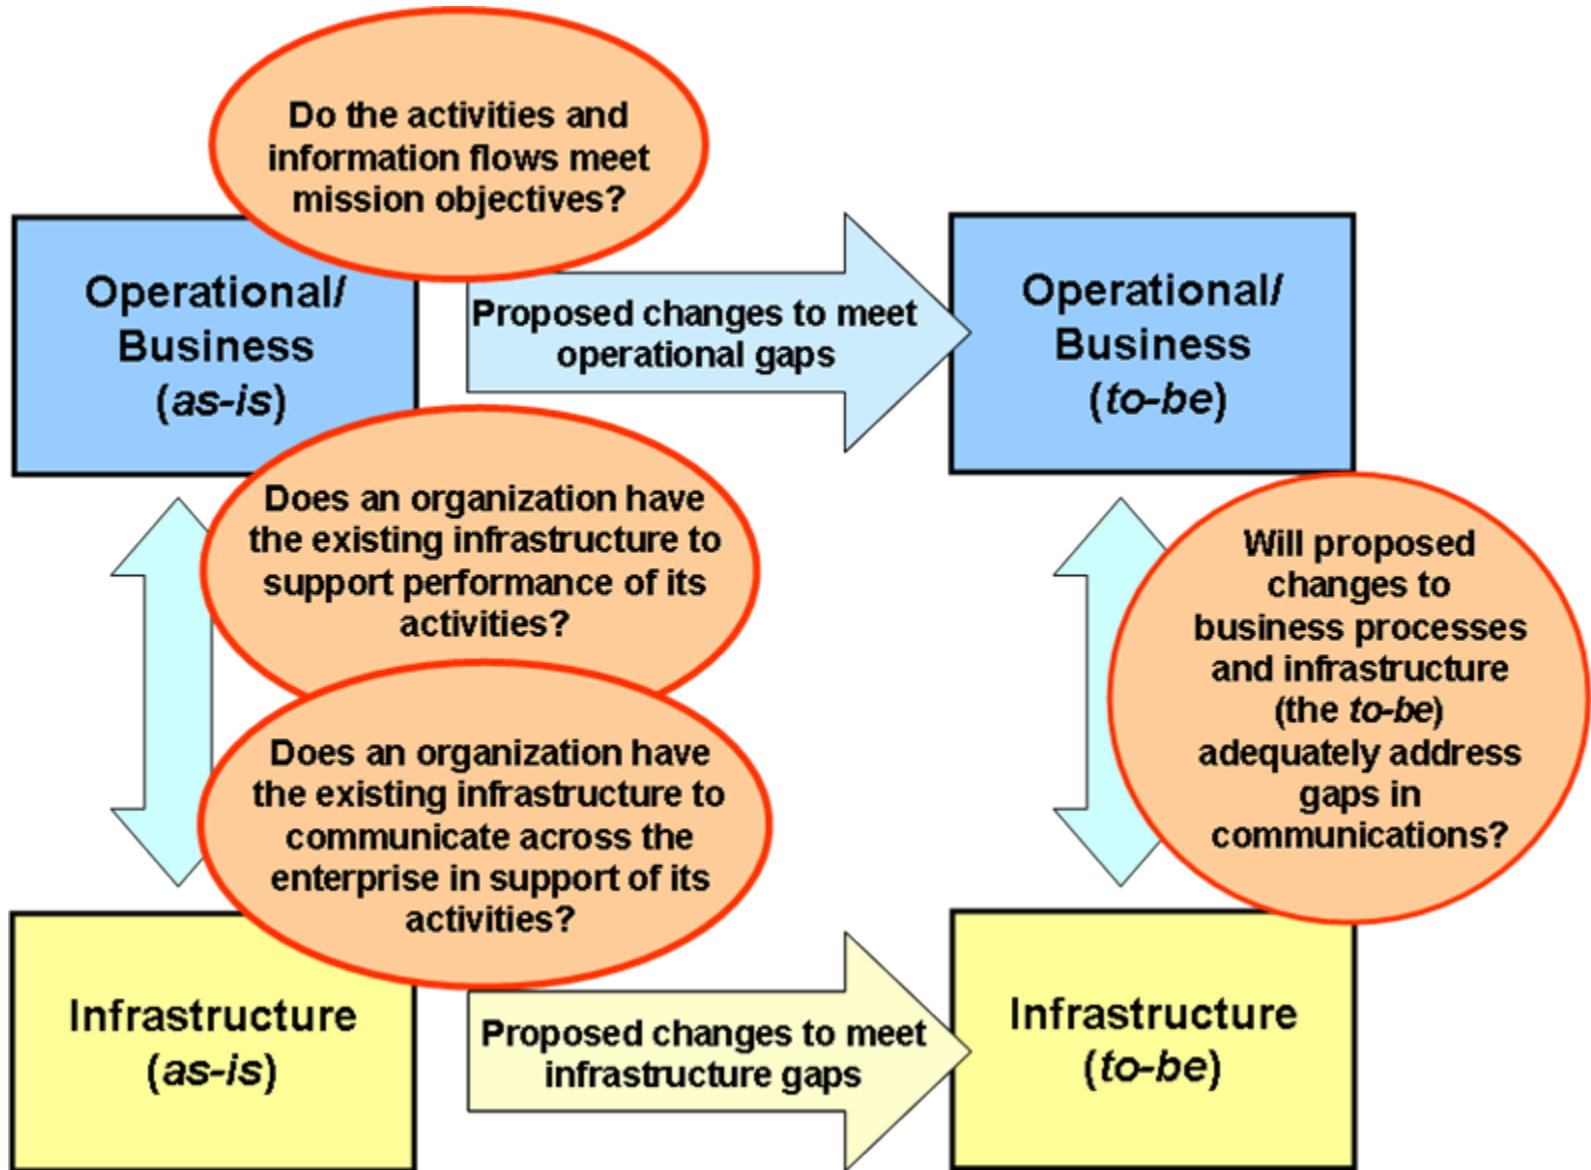 Do the activities and
information flows meet
mission objectives?
Operational/
Business
(as-is)
Proposed changes to meet
operational gaps
Operational/
Business
(to-be)
Does an organization have
the existing infrastructure to
support performance of its
activities?
Will proposed
changes to
business processes
and infrastructure
(the to-be)
adequately address
gaps in
communications?
Does an organization have
the existing infrastructure to
communicate across the
enterprise in support of its
activities?
Infrastructure
(as-is)
Proposed changes to meet
infrastructure gaps
Infrastructure
(to-be)